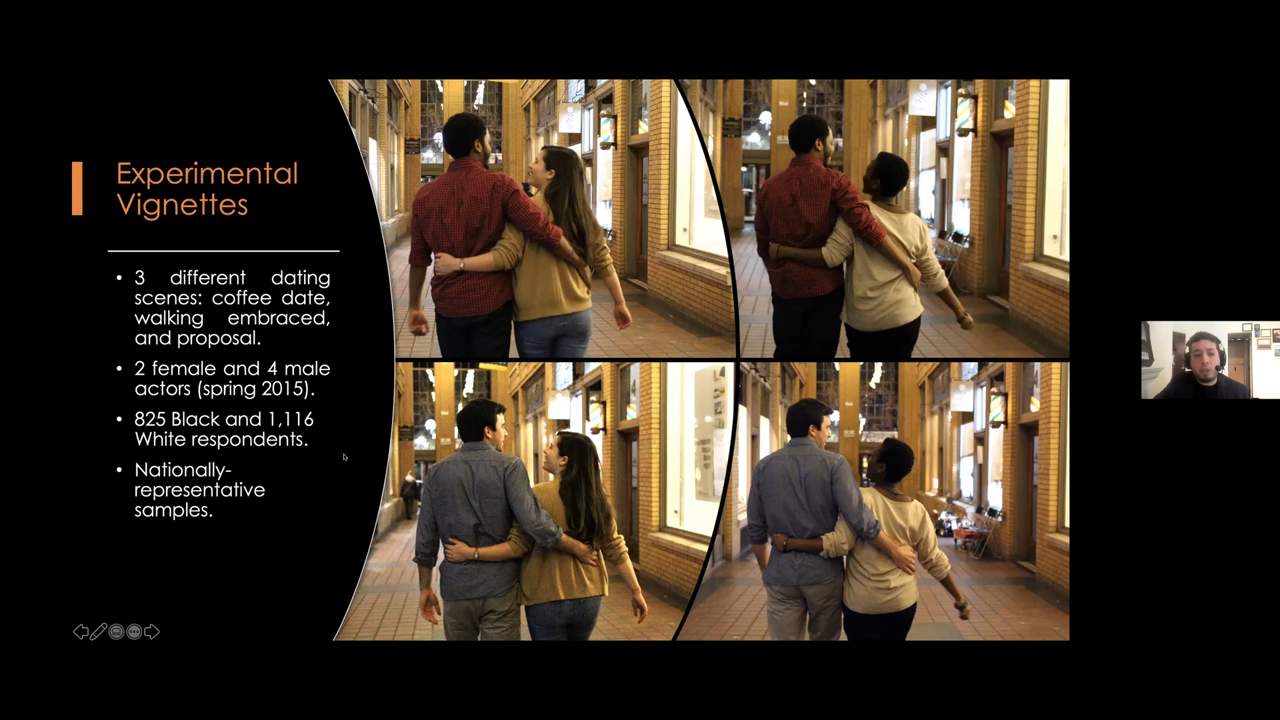 Experimental
Vignettes
• 3 different dating
scenes: coffee date,
walking embraced,
and proposal.
• 2 female and 4 male
actors (spring 2015).
• 825 Black and 1,116
White respondents.
• Nationally-
representative
samples.